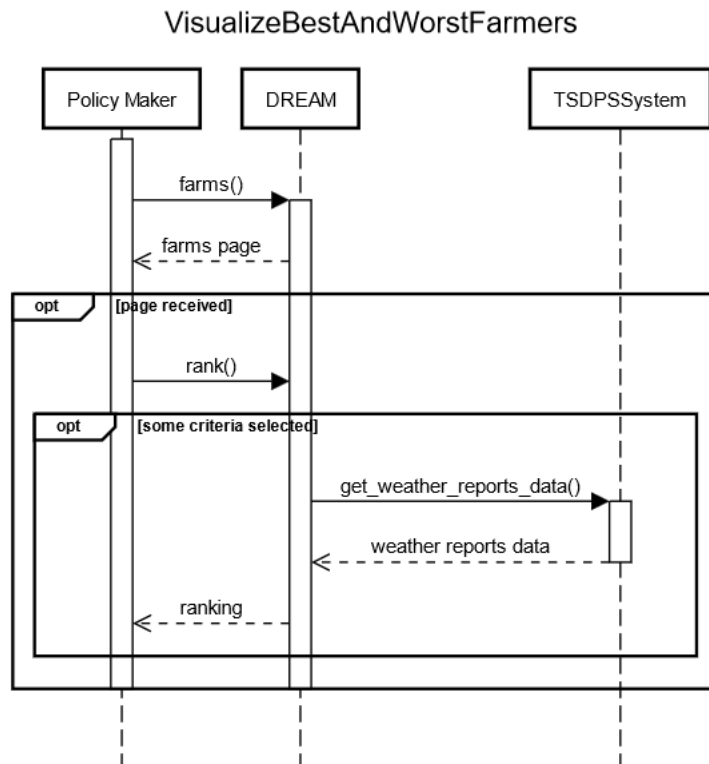 VisualizeBestAndWorstFarmers
Policy Maker
DREAM
TSDPSSystem
farms()
farms page
opt
[page received]
rank()
opt
[some criteria selected]
get_weather_reports_data()
weather reports data
ranking